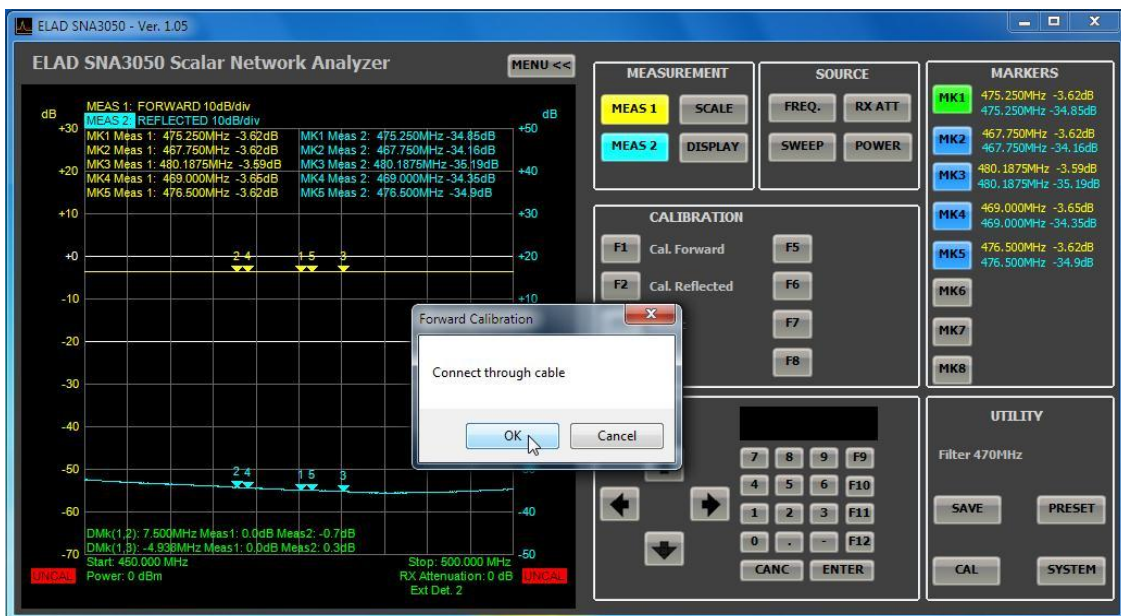 ELAD SNA3050 - Ver. 1.05
ELAD SNA3050 Scalar Network Analyzer
MENU <<
dB
MEAS 1: FORWARD 10dB/div
MEAS 2: REFLECTED 10dB/div
dB
MK1 Meas 1: 475.250MHz -3.62dB
MK2 Meas 1: 467.750MHz -3.62dB
MK3 Meas 1: 480.1875MHz -3.59dB
MK4 Meas 1: 469.000MHz -3.65dB
MK5 Meas 1: 476.500MHz -3.62dB
MK1 Meas 2: 475.250MHz -34.85dB
MK2 Meas 2: 467.750MHz -34.16dB
MK3 Meas 2: 480.1875MHz -35.19dB
MK4 Meas 2: 469.000MHz -34.35dB
MK5 Meas 2: 476.500MHz -34.9dB
+30
+20
+10
+0
-10
-20
-30
-40
-50
-60
-70
+50
+40
+30
+20
+10
-40
-50
2 4 1 5 3
2 4 1 5 3
DMk(1,2): 7.500MHz Meas1: 0.0dB Meas2: -0.7dB
DMk(1,3): -4.938MHz Meas1: 0.0dB Meas2: 0.3dB
Start: 450.000 MHz
Stop: 500.000 MHz
UNCAL
Power: 0 dBm
RX Attenuation: 0 dB
UNCAL
Ext Det. 2
Forward Calibration
X
Connect through cable
OK
Cancel
MEASUREMENT
MEAS 1
SCALE
MEAS 2
DISPLAY
SOURCE
FREQ.
RX ATT
SWEEP
POWER
CALIBRATION
F1
Cal. Forward
F5
F2
Cal. Reflected
F6
F7
F8
7 8 9 F9
4 5 6 F10
1 2 3 F11
0 . - F12
CANC
ENTER
MARKERS
MK1
475.250MHz -3.62dB
475.250MHz -34.85dB
MK2
467.750MHz -3.62dB
467.750MHz -34.16dB
MK3
480.1875MHz -3.59dB
480.1875MHz -35.19dB
MK4
469.000MHz -3.65dB
469.000MHz -34.35dB
MK5
476.500MHz -3.62dB
476.500MHz -34.9dB
MK6
MK7
MK8
UTILITY
Filter 470MHz
SAVE
PRESET
CAL
SYSTEM